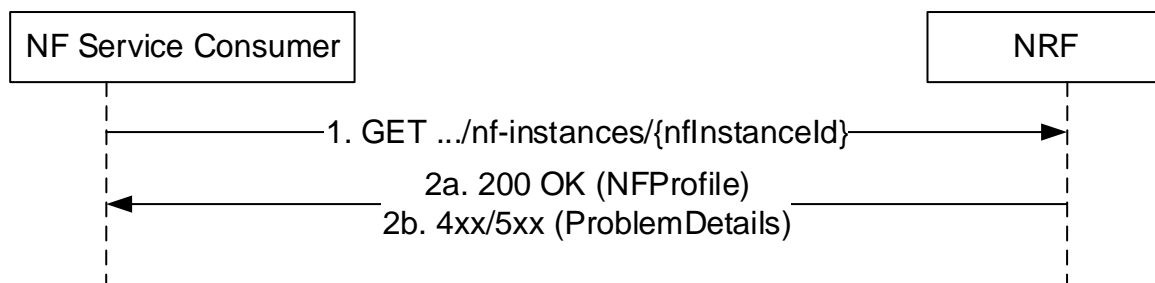 NF Service Consumer
NRF
1. GET .../nf-instances/{nfInstanceId}
2a. 200 OK (NFProfile)
2b. 4xx/5xx (ProblemDetails)